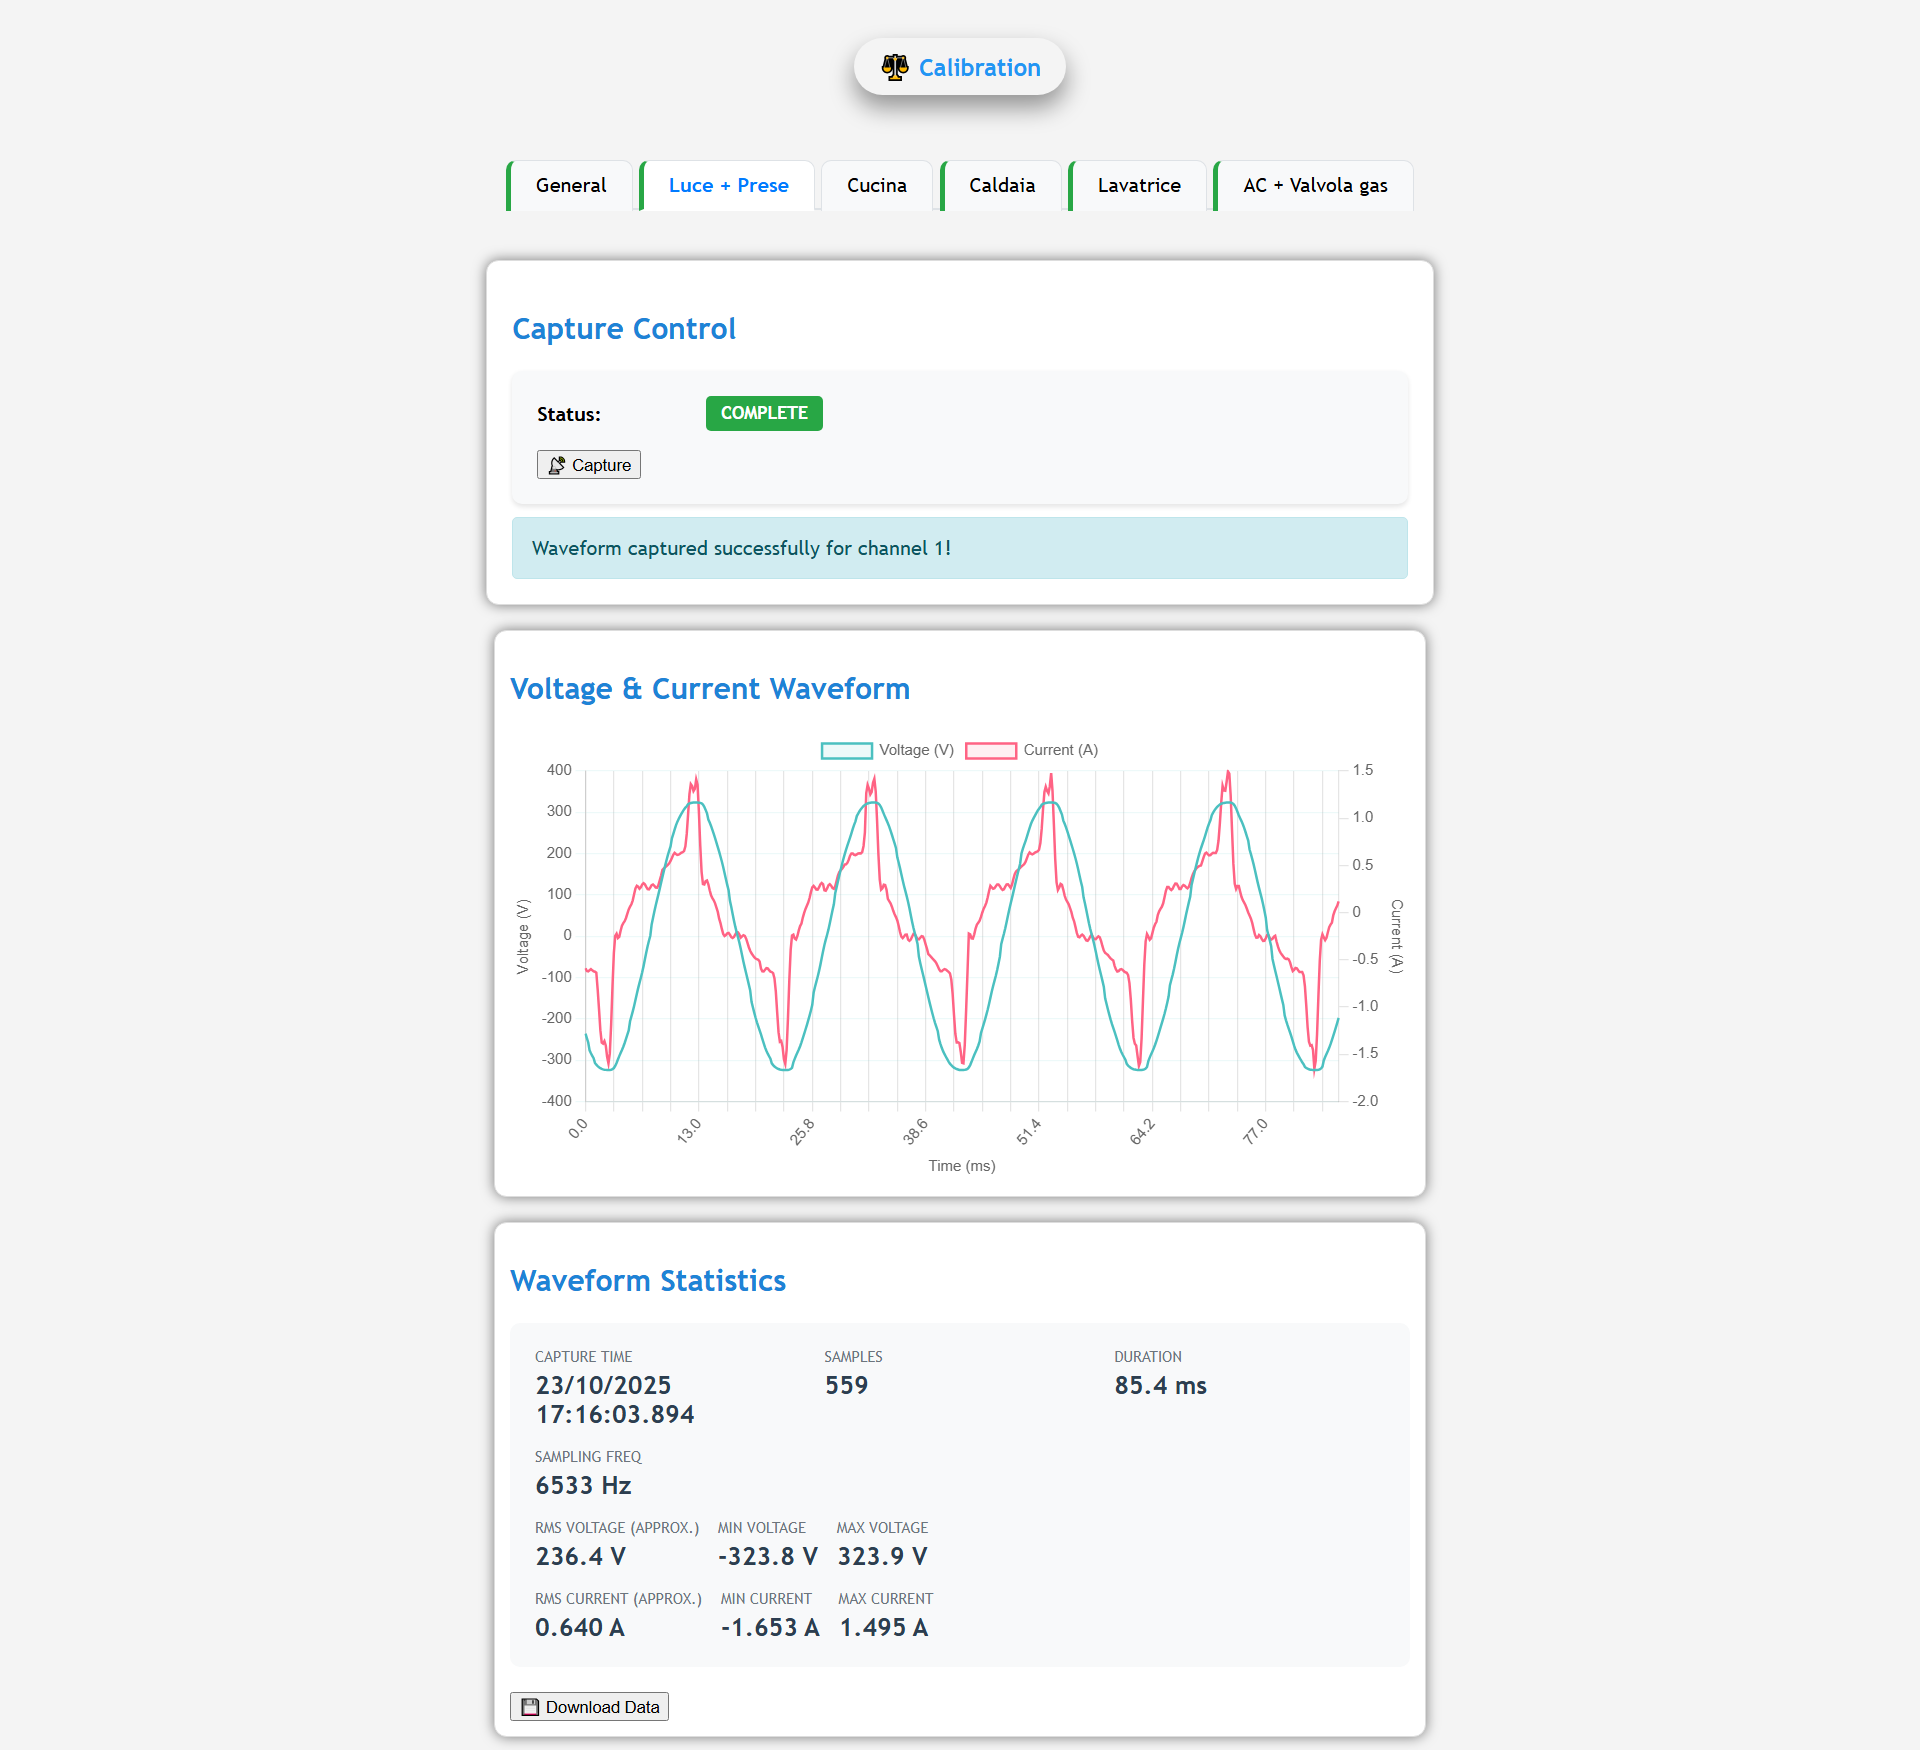 Calibration
General Luce + Prese Cucina Caldaia Lavatrice AC + Valvola gas
Capture Control
Status: COMPLETE
Capture
Waveform captured successfully for channel 1!
Voltage & Current Waveform
Voltage (V) Current (A)
400 1.5
300
1.0
200
0.5
100
0
0
-0.5
-100
-1.0
-200
-1.5
-300
-400 -2.0
Voltage (V)
Current (A)
0.0 13.0 25.8 38.6 51.4 64.2 77.0
Time (ms)
Waveform Statistics
CAPTURE TIME SAMPLES DURATION
23/10/2025 559 85.4 ms
17:16:03.894
SAMPLING FREQ
6533 Hz
RMS VOLTAGE (APPROX.) MIN VOLTAGE MAX VOLTAGE
236.4 V -323.8 V 323.9 V
RMS CURRENT (APPROX.) MIN CURRENT MAX CURRENT
0.640 A -1.653 A 1.495 A
Download Data